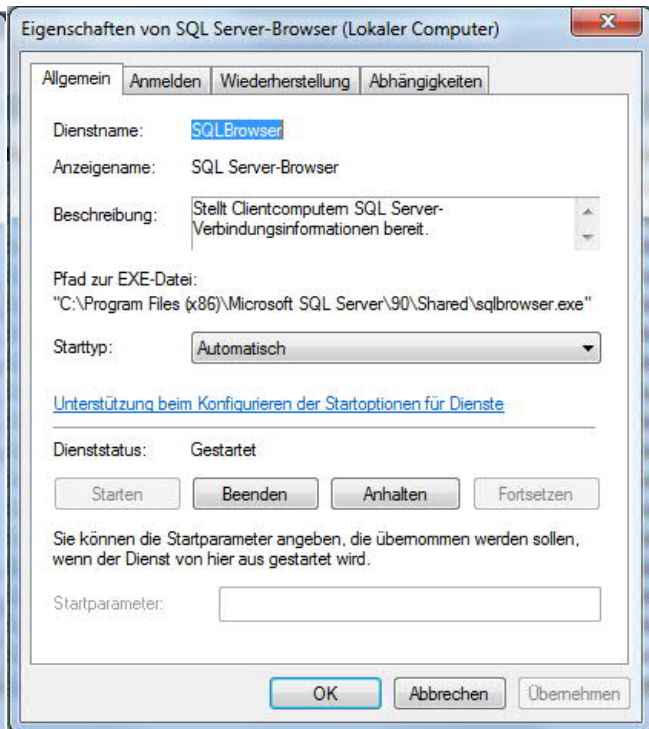 Eigenschaften von SQL Server-Browser (Lokaler Computer)
Allgemein Anmelden Wiederherstellung Abhängigkeiten
Dienstname: SQLBrowser
Anzeigename: SQL Server-Browser
Beschreibung: Stellt Clientcomputern SQL Server-
Verbindungsinformationen bereit.
Pfad zur EXE-Datei:
"C:\Program Files (x86)\Microsoft SQL Server\90\Shared\sqlbrowser.exe"
Starttyp: Automatisch
Unterstützung beim Konfigurieren der Startoptionen für Dienste
Dienststatus: Gestartet
Starten Beenden Anhalten Fortsetzen
Sie können die Startparameter angeben, die übernommen werden sollen,
wenn der Dienst von hier aus gestartet wird.
Startparameter:
OK Abbrechen Übernehmen